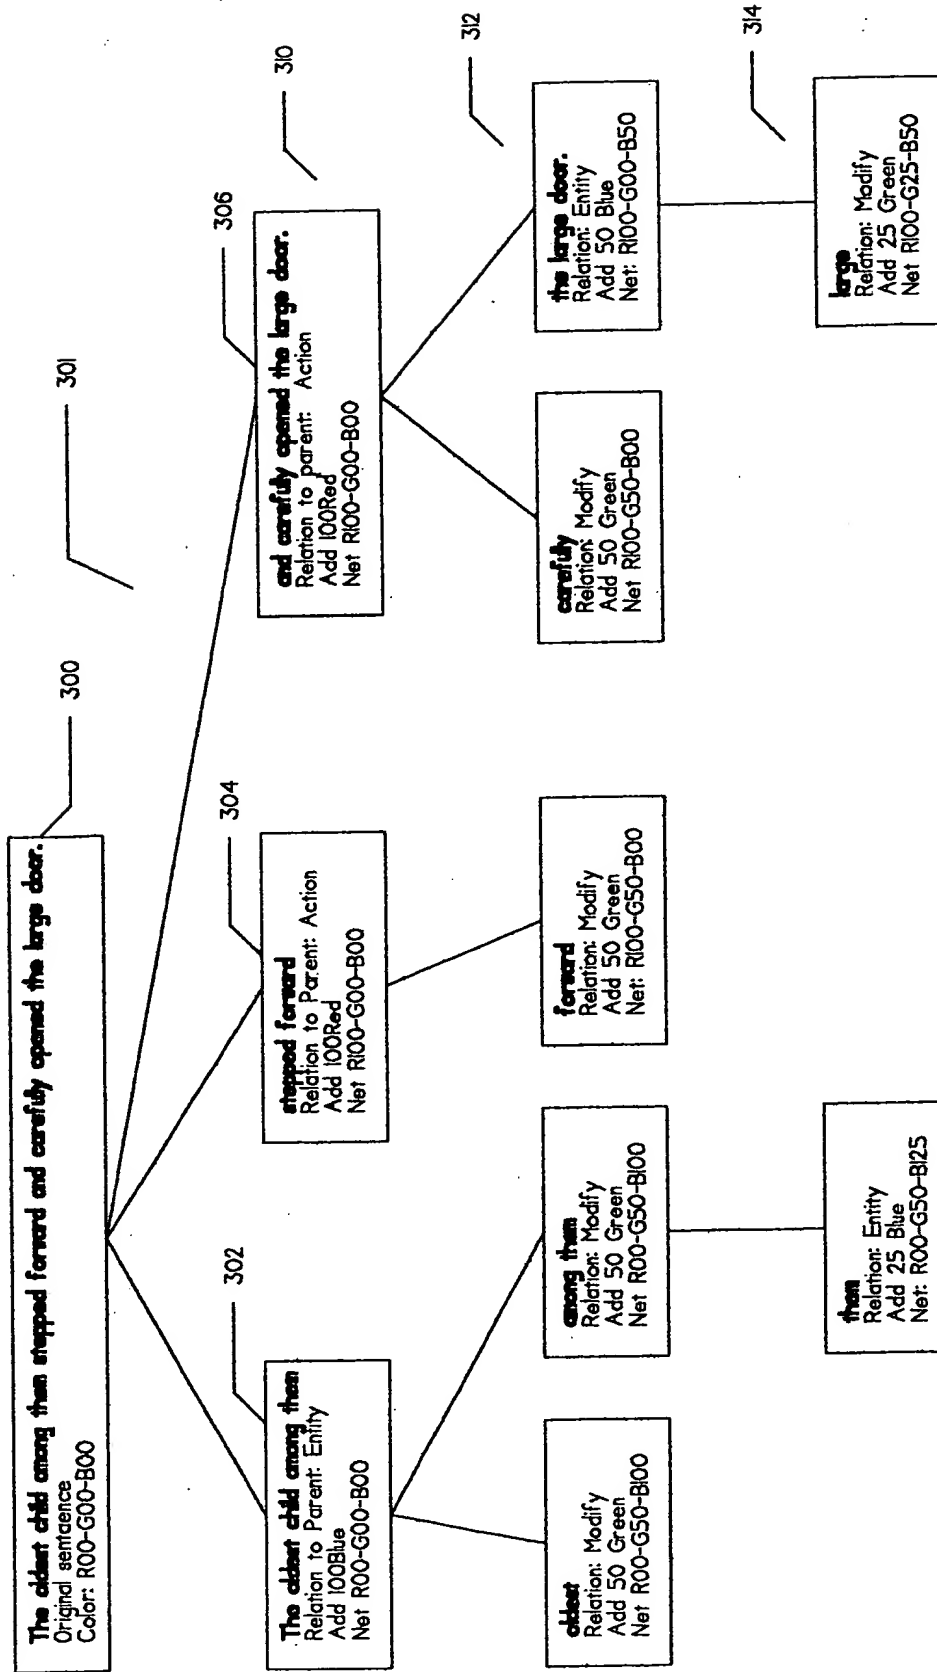 The oldest child among them stepped forward and carefully opened the large door.
Original sentaence
Color: R00-G00-B00
300
301
The oldest child among them
Relation to Parent: Entity
Add 100Blue
Net R00-G00-B00
302
stepped forward
Relation to Parent: Action
Add 100Red
Net R100-G00-B00
304
and carefully opened the large door.
Relation to parent: Action
Add 100Red
Net R100-G00-B00
306
310
oldest
Relation: Modify
Add 50 Green
Net R00-G50-B100
among them
Relation: Modify
Add 50 Green
Net R00-G50-B100
forward
Relation: Modify
Add 50 Green
Net: R100-G50-B00
carefully
Relation: Modify
Add 50 Green
Net R100-G50-B00
the large door.
Relation: Entity
Add 50 Blue
Net: R100-G00-B50
312
them
Relation: Entity
Add 25 Blue
Net: R00-G50-B125
large
Relation: Modify
Add 25 Green
Net R100-G25-B50
314